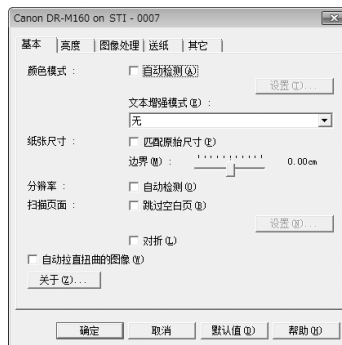 Canon DR-M160 on STI - 0007
基本 亮度 图像处理 送纸 其它
颜色模式： 自动检测(A)
设置(T)...
文本增强模式(E)：
无
纸张尺寸： 匹配原始尺寸(P)
边界(M)： 0.00cm
分辨率： 自动检测(O)
扫描页面： 跳过空白页(B)
设置(N)...
对折(L)
自动拉直扭曲的图像(Y)
关于(Z)...
确定 取消 默认值(D) 帮助(H)